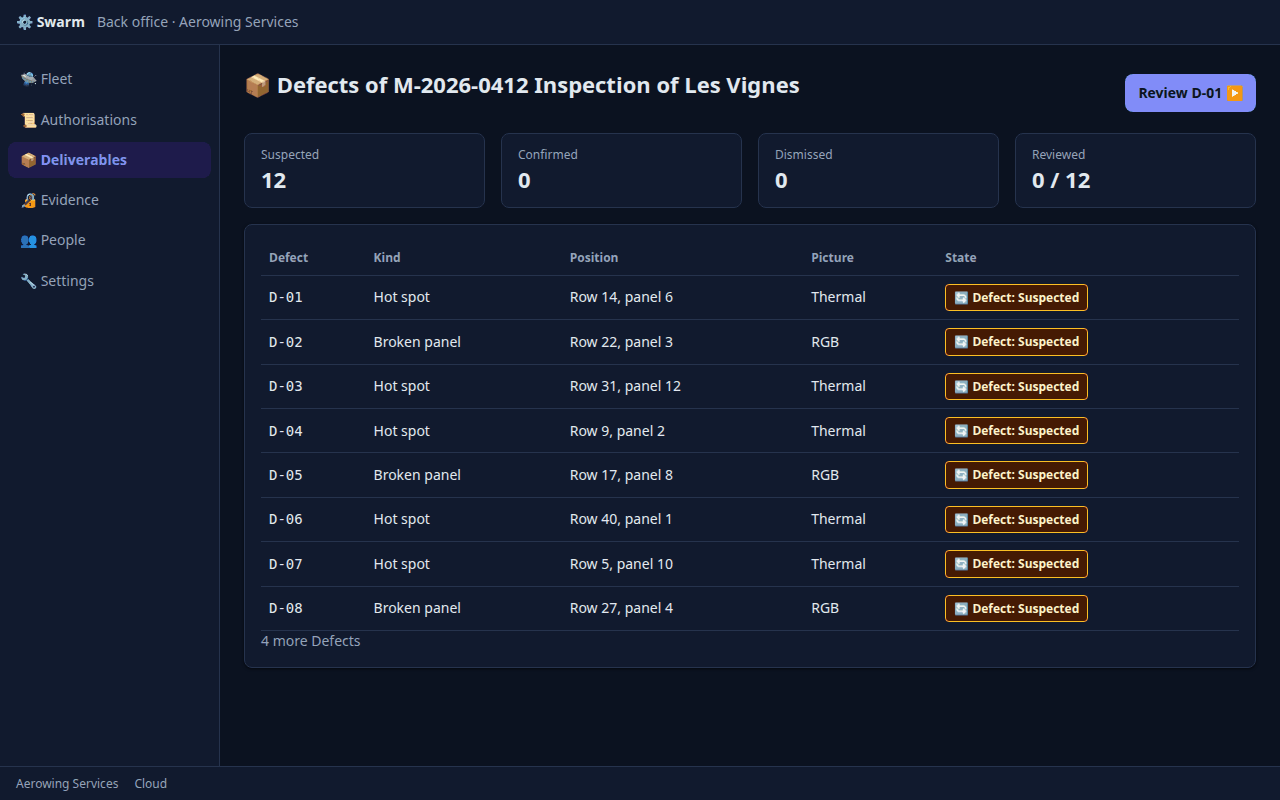 ⚙️ Swarm Back office · Aerowing Services
🛸 Fleet
📜 Authorisations
📦 Deliverables
🔏 Evidence
👥 People
🔧 Settings
📦 Defects of M-2026-0412 Inspection of Les Vignes
Review D-01 ▶️
Suspected Confirmed Dismissed Reviewed
12 0 0 0 / 12
Defect Kind Position Picture State
D-01 Hot spot Row 14, panel 6 Thermal 🔄 Defect: Suspected
D-02 Broken panel Row 22, panel 3 RGB 🔄 Defect: Suspected
D-03 Hot spot Row 31, panel 12 Thermal 🔄 Defect: Suspected
D-04 Hot spot Row 9, panel 2 Thermal 🔄 Defect: Suspected
D-05 Broken panel Row 17, panel 8 RGB 🔄 Defect: Suspected
D-06 Hot spot Row 40, panel 1 Thermal 🔄 Defect: Suspected
D-07 Hot spot Row 5, panel 10 Thermal 🔄 Defect: Suspected
D-08 Broken panel Row 27, panel 4 RGB 🔄 Defect: Suspected
4 more Defects
Aerowing Services Cloud